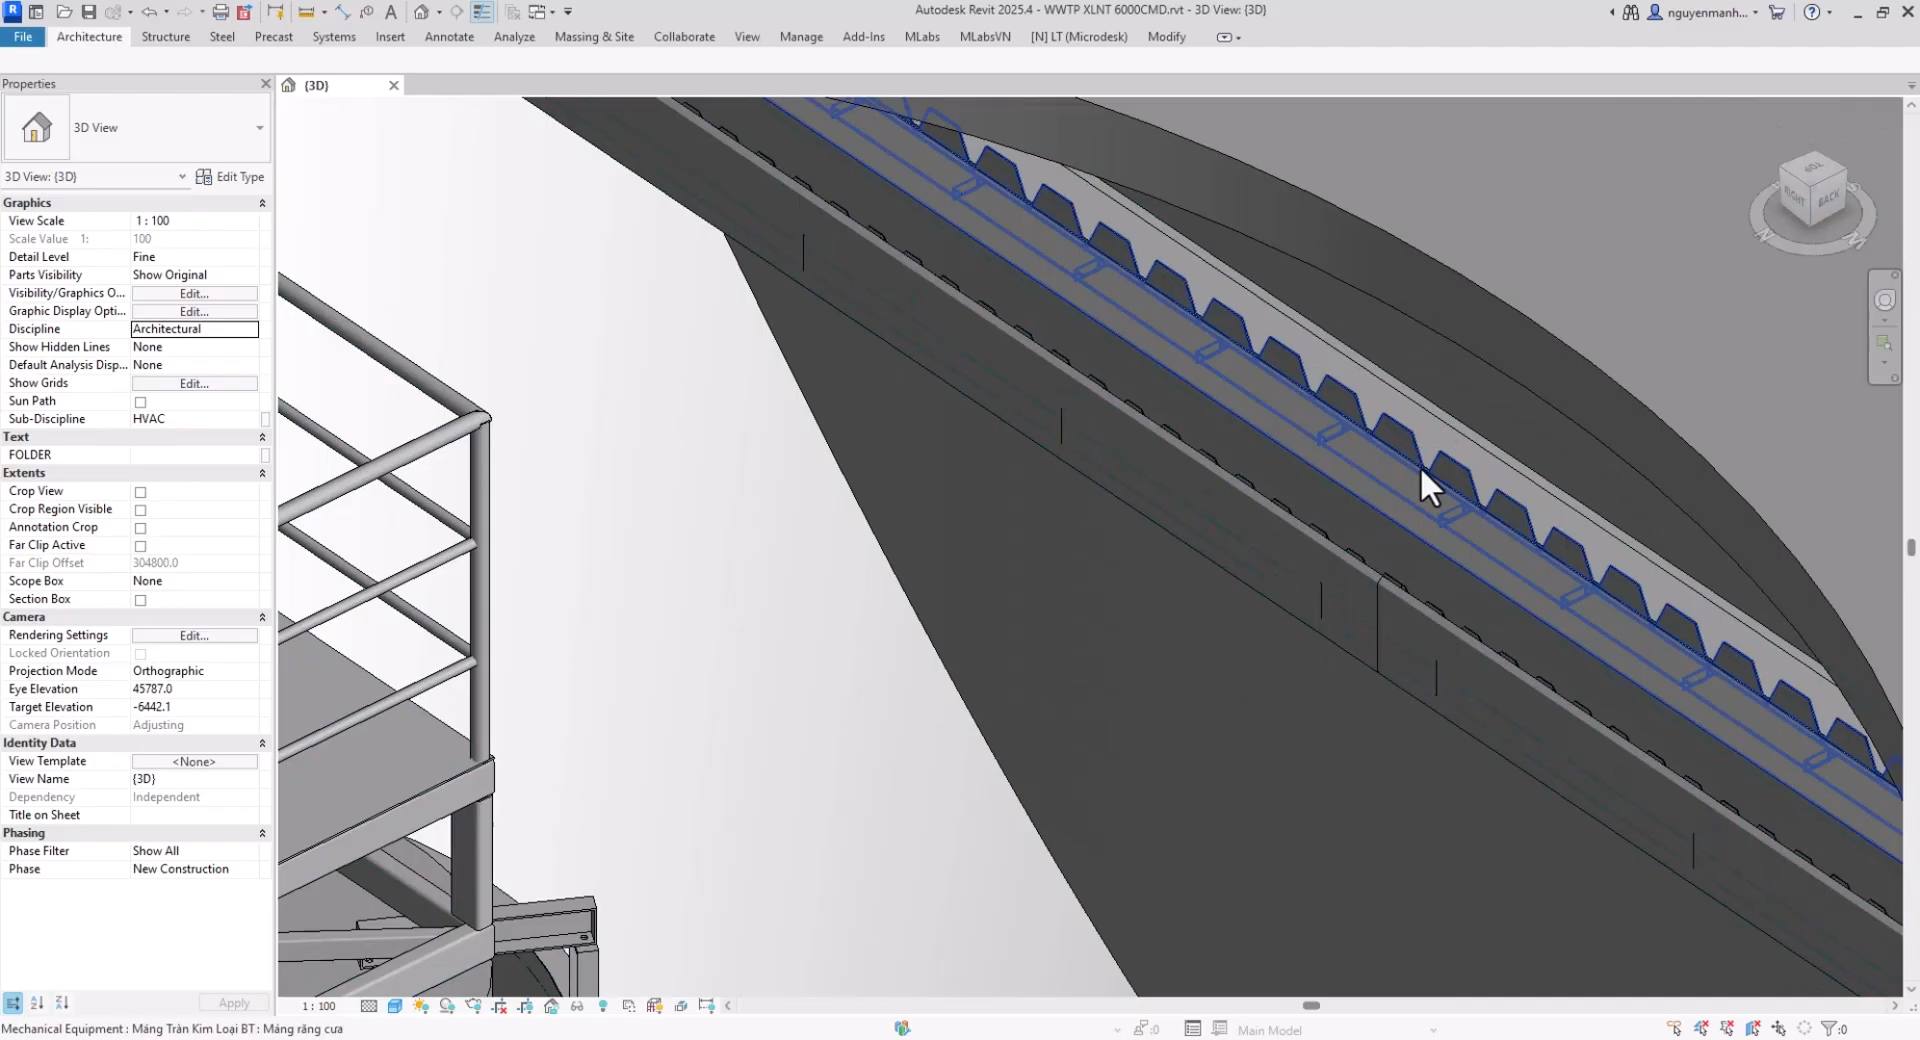 Autodesk Revit 2025.4 - WWTP XLNT 6000CMD.rvt - 3D View: {3D}
nguyenmanh...
File Architecture Structure Steel Precast Systems Insert Annotate Analyze Massing & Site Collaborate View Manage Add-Ins MLabs MLabsVN [N] LT (Microdesk) Modify
Properties
{3D}
3D View
3D View: {3D}
Edit Type
Graphics
View Scale 1 : 100
Scale Value 1: 100
Detail Level Fine
Parts Visibility Show Original
Visibility/Graphics O... Edit...
Graphic Display Opti... Edit...
Discipline Architectural
Show Hidden Lines None
Default Analysis Disp... None
Show Grids Edit...
Sun Path
Sub-Discipline HVAC
Text
FOLDER
Extents
Crop View
Crop Region Visible
Annotation Crop
Far Clip Active
Far Clip Offset 304800.0
Scope Box None
Section Box
Camera
Rendering Settings Edit...
Locked Orientation
Projection Mode Orthographic
Eye Elevation 45787.0
Target Elevation -6442.1
Camera Position Adjusting
Identity Data
View Template <None>
View Name {3D}
Dependency Independent
Title on Sheet
Phasing
Phase Filter Show All
Phase New Construction
Apply
TOP
RIGHT
BACK
1 : 100
Mechanical Equipment : Máng Tràn Kim Loại BT : Máng răng cưa
:0
Main Model
:0